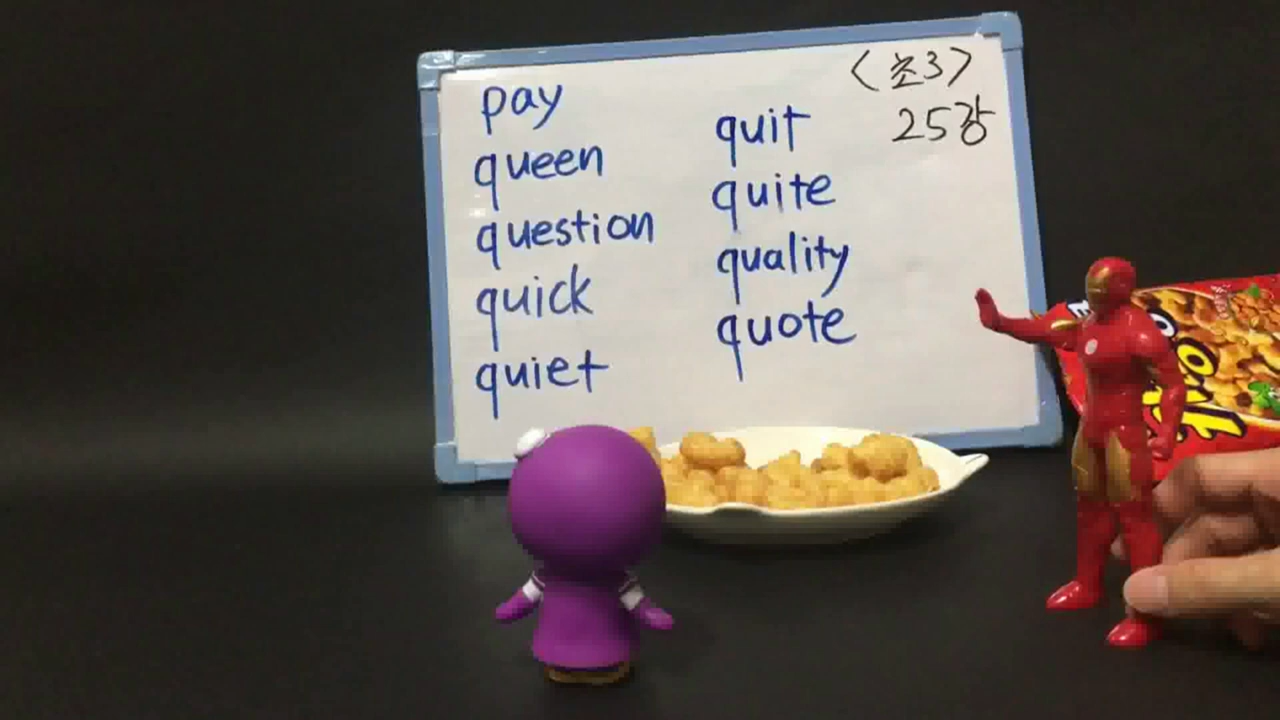 pay
queen
question
quick
quiet
quit
quite
quality
quote
<초3>
25강